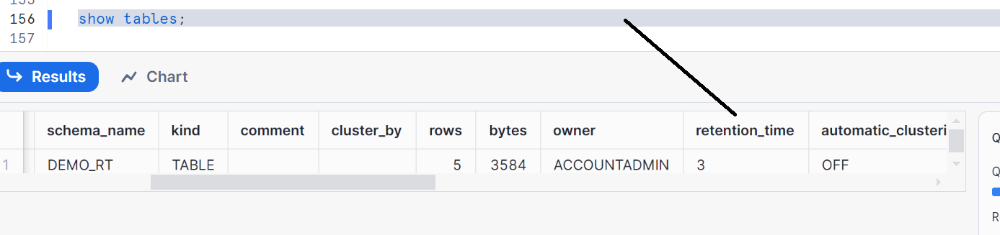 156 show tables;
157
Results Chart
schema_name kind comment cluster_by rows bytes owner retention_time automatic_clusteri
1 DEMO_RT TABLE 5 3584 ACCOUNTADMIN 3 OFF